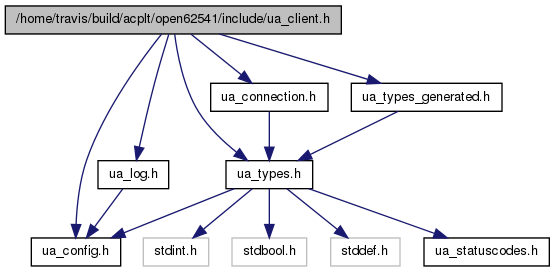 /home/travis/build/acplt/open62541/include/ua_client.h
ua_connection.h
ua_types_generated.h
ua_log.h
ua_types.h
ua_config.h
stdint.h
stdbool.h
stddef.h
ua_statuscodes.h